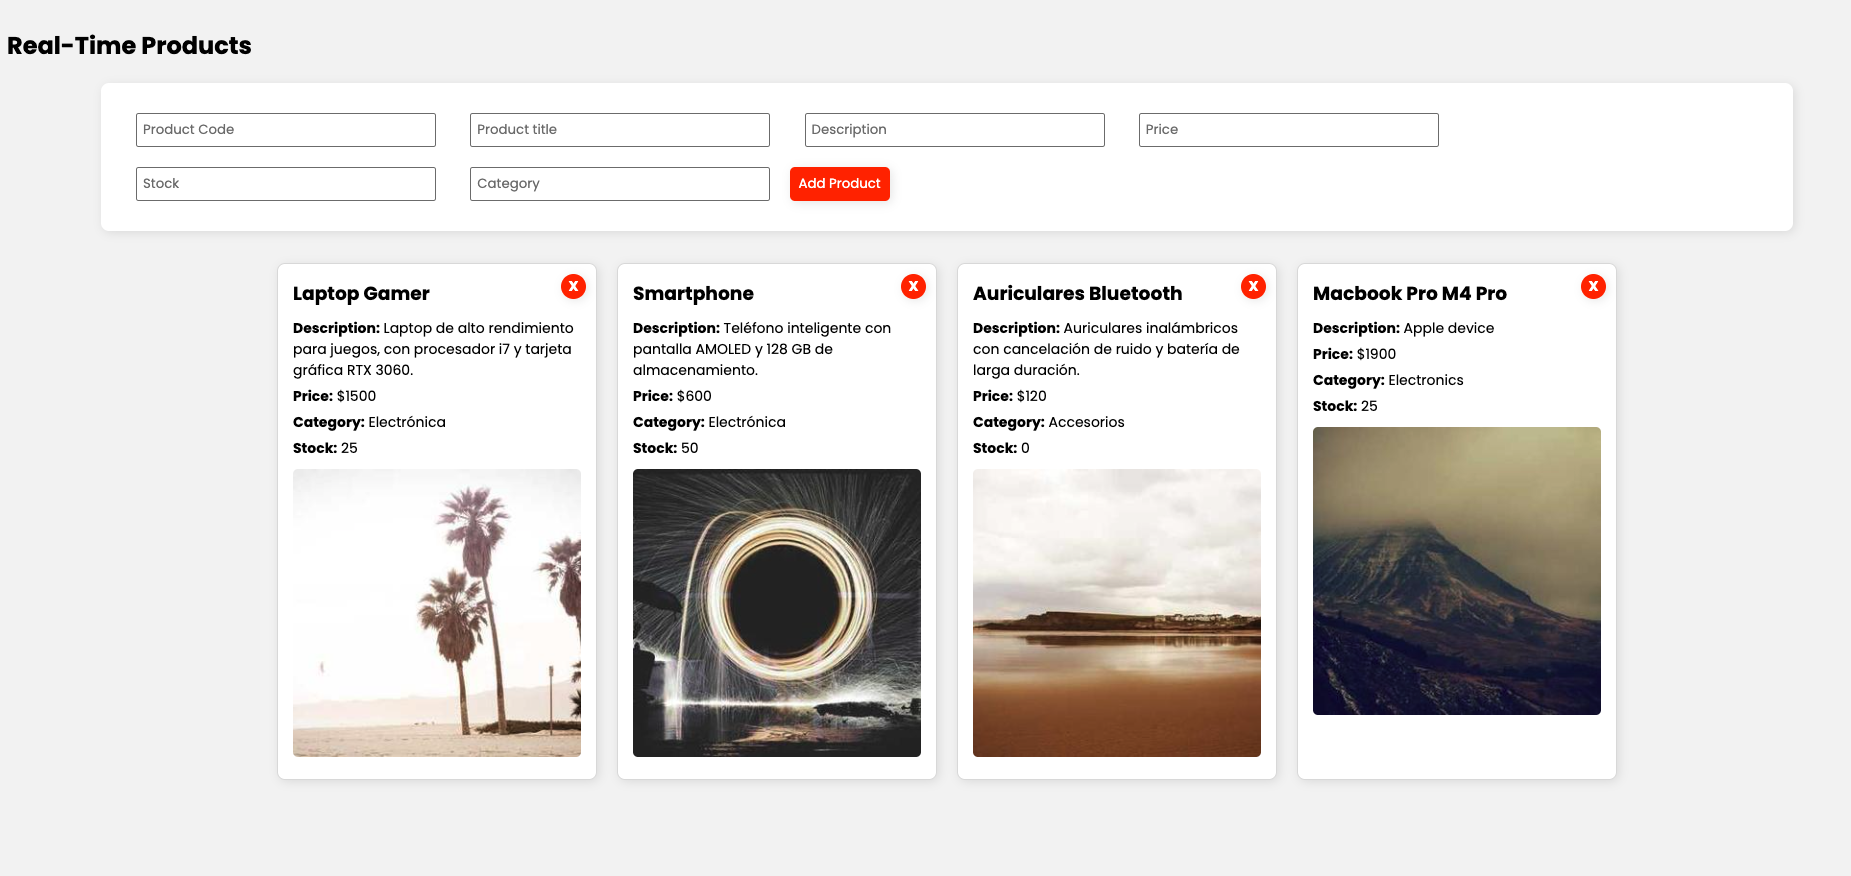 Real-Time Products
Product Code
Product title
Description
Price
Stock
Category
Add Product
Laptop Gamer
X
Description: Laptop de alto rendimiento
para juegos, con procesador i7 y tarjeta
gráfica RTX 3060.
Price: $1500
Category: Electrónica
Stock: 25
Smartphone
X
Description: Teléfono inteligente con
pantalla AMOLED y 128 GB de
almacenamiento.
Price: $600
Category: Electrónica
Stock: 50
Auriculares Bluetooth
X
Description: Auriculares inalámbricos
con cancelación de ruido y batería de
larga duración.
Price: $120
Category: Accesorios
Stock: 0
Macbook Pro M4 Pro
X
Description: Apple device
Price: $1900
Category: Electronics
Stock: 25